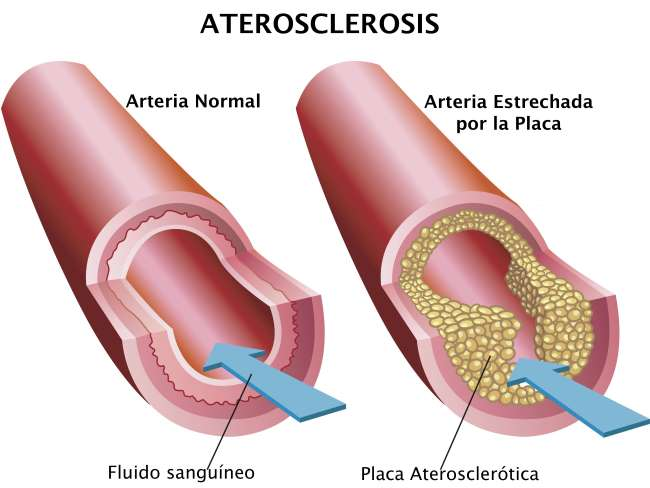 ATEROSCLEROSIS
Arteria Normal
Arteria Estrechada
por la Placa
Fluido sanguíneo
Placa Aterosclerótica